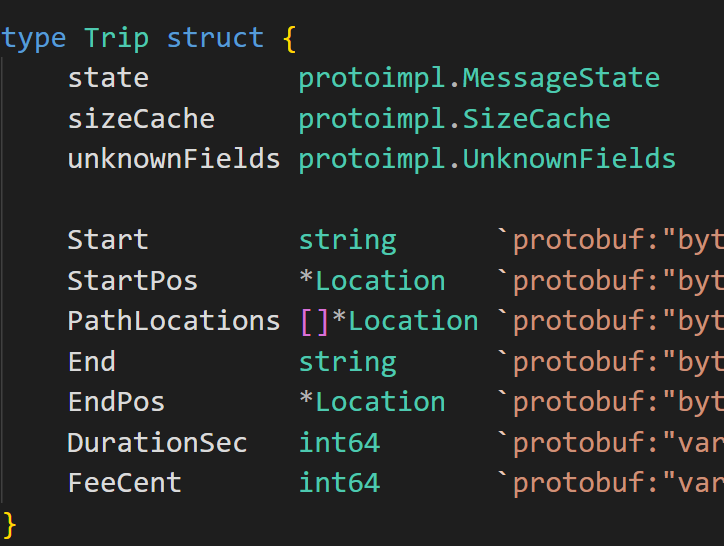 type Trip struct {
state protoimpl.MessageState
sizeCache protoimpl.SizeCache
unknownFields protoimpl.UnknownFields
Start string `protobuf:"byt
StartPos *Location `protobuf:"byt
PathLocations []*Location `protobuf:"byt
End string `protobuf:"byt
EndPos *Location `protobuf:"byt
DurationSec int64 `protobuf:"var
FeeCent int64 `protobuf:"var
}